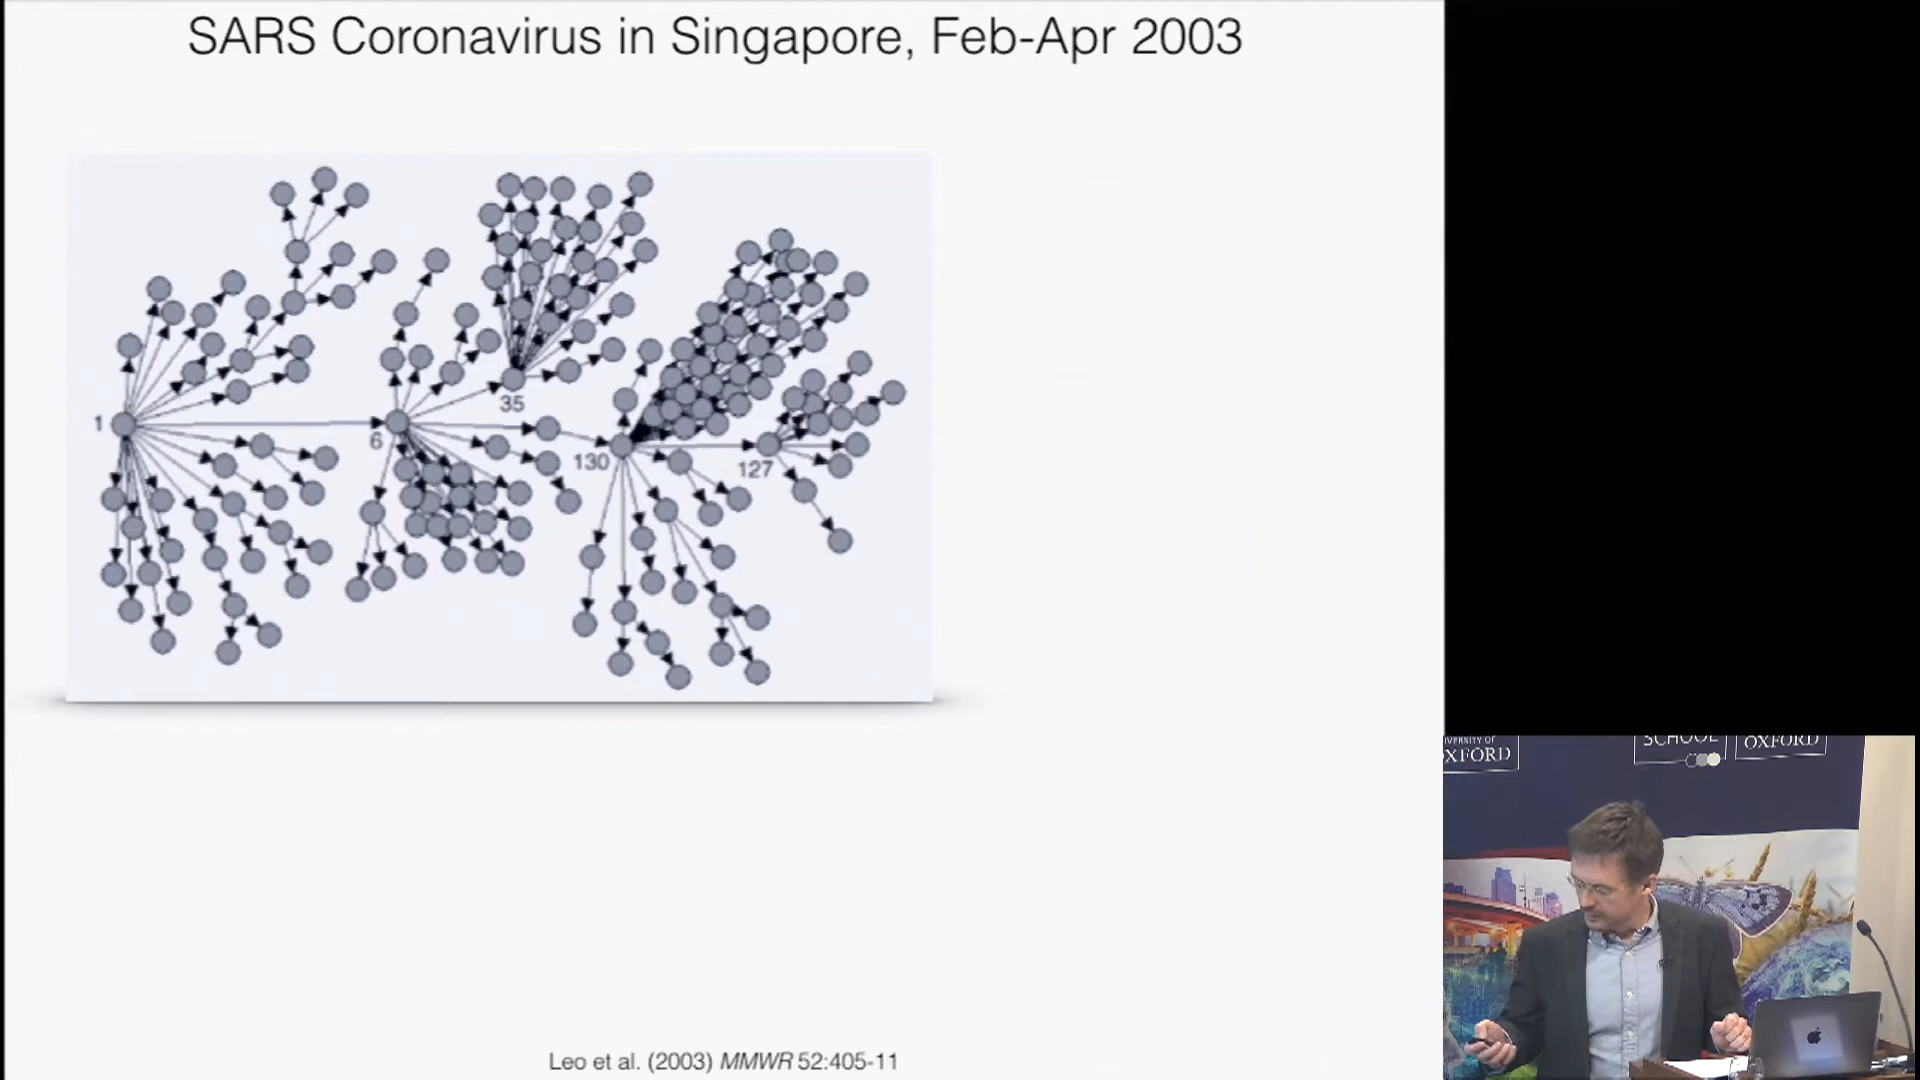 SARS Coronavirus in Singapore, Feb-Apr 2003
1
6
35
130
127
Leo et al. (2003) MMWR 52:405-11
OXFORD
SCHOOL
OXFORD